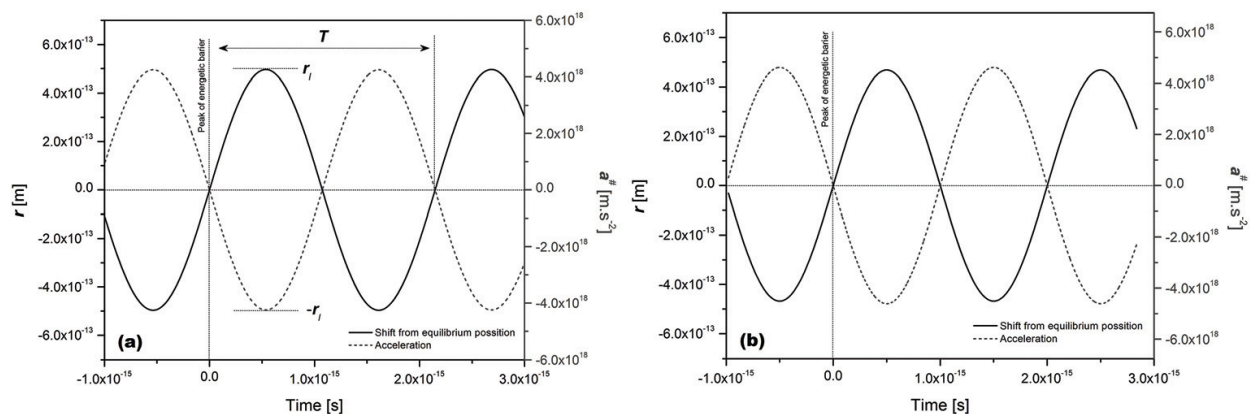 6.0x10⁻¹³
4.0x10⁻¹³
2.0x10⁻¹³
0.0
-2.0x10⁻¹³
-4.0x10⁻¹³
-6.0x10⁻¹³
r [m]
Peak of energetic barier
T
r_l
-r_l
(a)
Shift from equilibrium possition
Acceleration
6.0x10¹⁸
4.0x10¹⁸
2.0x10¹⁸
0.0
-2.0x10¹⁸
-4.0x10¹⁸
-6.0x10¹⁸
a# [m.s⁻²]
-1.0x10⁻¹⁵ 0.0 1.0x10⁻¹⁵ 2.0x10⁻¹⁵ 3.0x10⁻¹⁵
Time [s]
6.0x10⁻¹³
4.0x10⁻¹³
2.0x10⁻¹³
0.0
-2.0x10⁻¹³
-4.0x10⁻¹³
-6.0x10⁻¹³
r [m]
Peak of energetic barier
(b)
Shift from equilibrium possition
Acceleration
6.0x10¹⁸
4.0x10¹⁸
2.0x10¹⁸
0.0
-2.0x10¹⁸
-4.0x10¹⁸
-6.0x10¹⁸
a# [m.s⁻²]
-1.0x10⁻¹⁵ 0.0 1.0x10⁻¹⁵ 2.0x10⁻¹⁵ 3.0x10⁻¹⁵
Time [s]